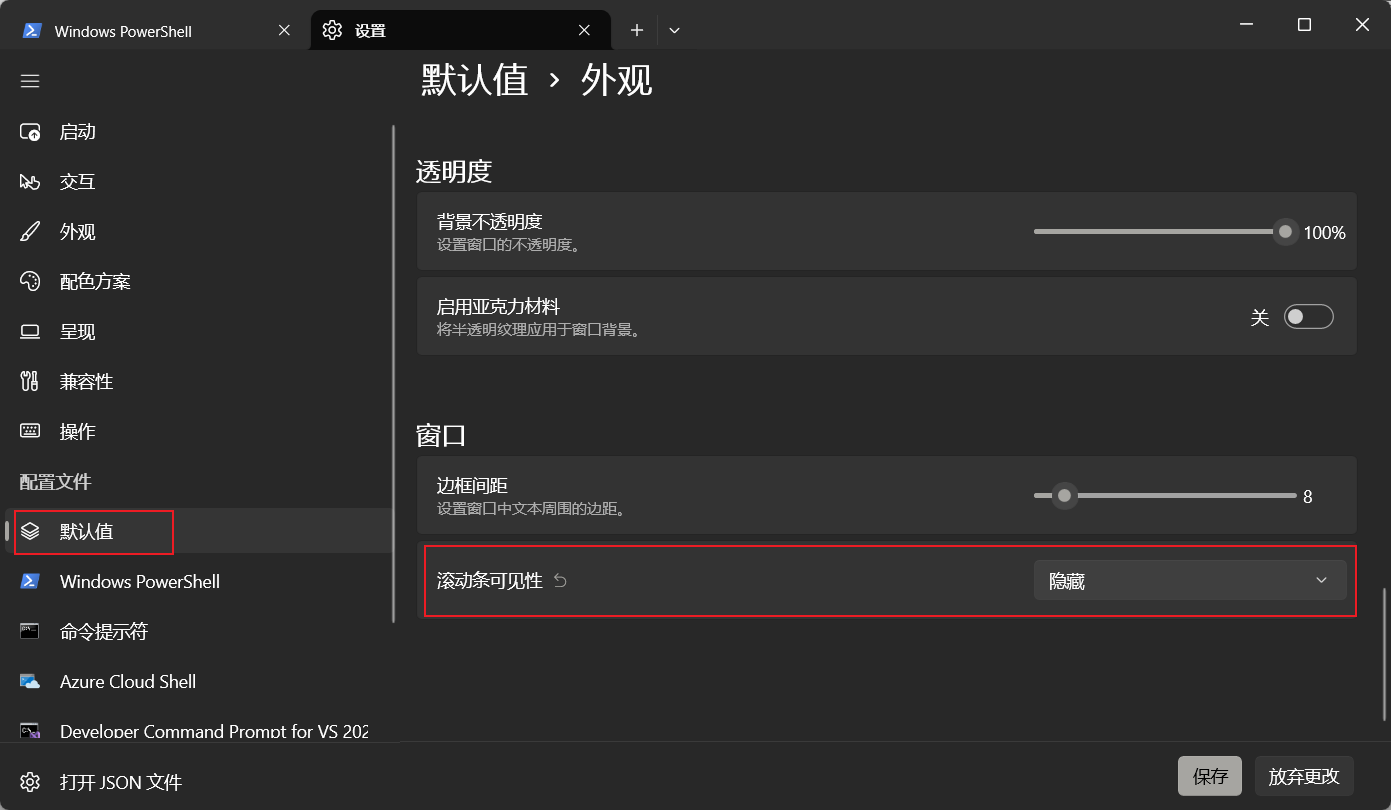 Windows PowerShell
设置
默认值 › 外观
启动
交互
外观
配色方案
呈现
兼容性
操作
配置文件
默认值
Windows PowerShell
命令提示符
Azure Cloud Shell
Developer Command Prompt for VS 202
打开 JSON 文件
透明度
背景不透明度
设置窗口的不透明度。
100%
启用亚克力材料
将半透明纹理应用于窗口背景。
关
窗口
边框间距
设置窗口中文本周围的边距。
8
滚动条可见性
隐藏
保存
放弃更改